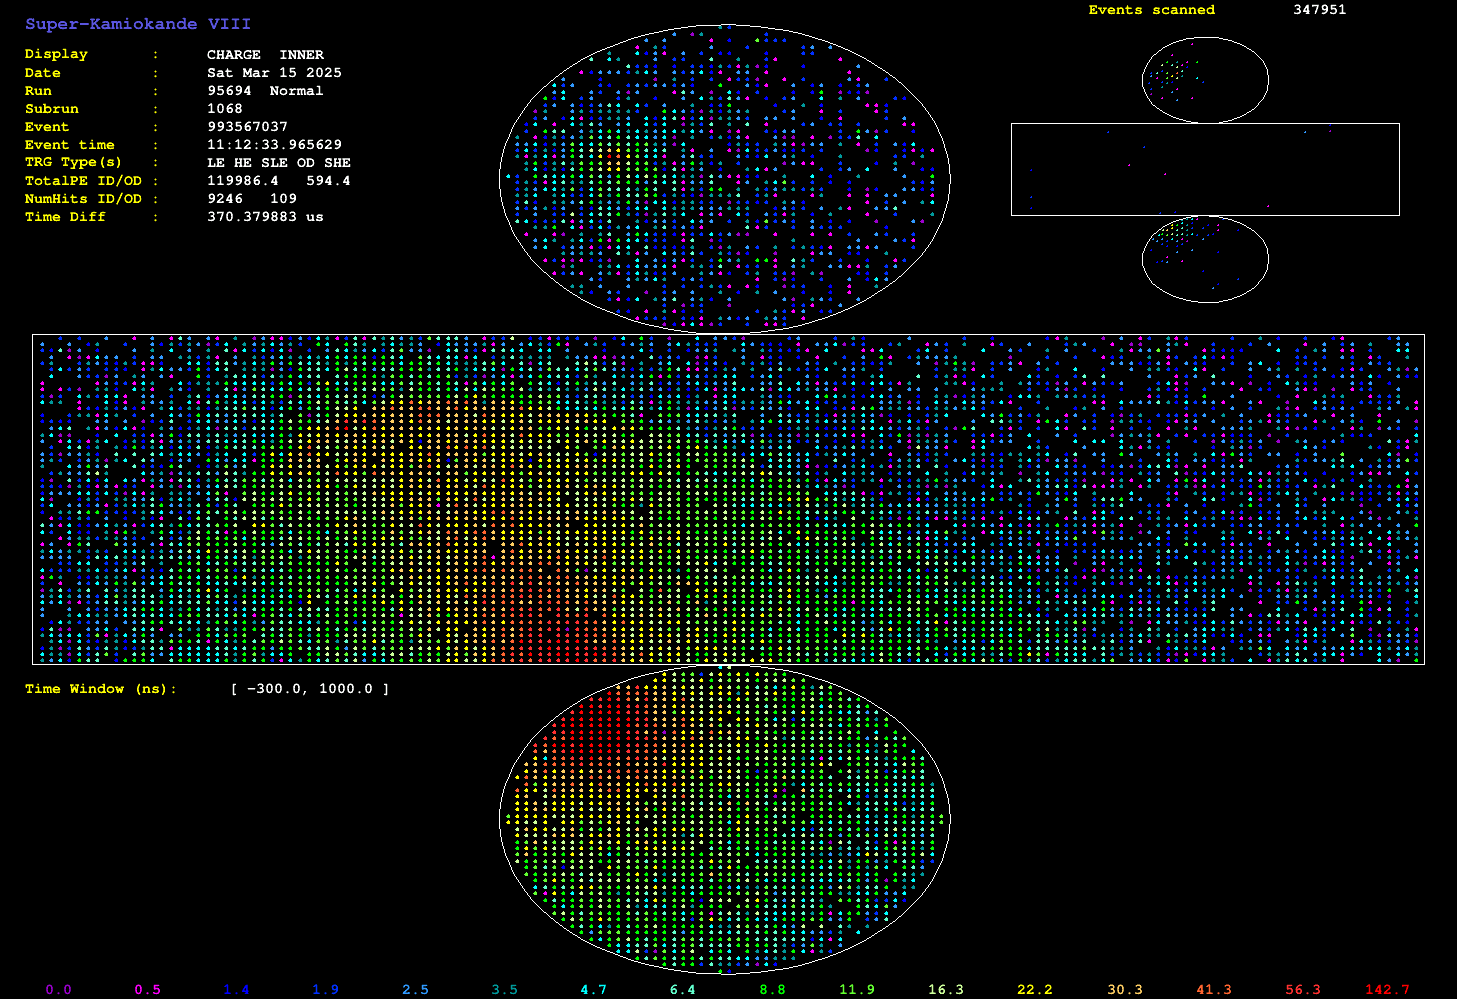 Super-Kamiokande VIII
Events scanned 347951
Display : CHARGE INNER
Date : Sat Mar 15 2025
Run : 95694 Normal
Subrun : 1068
Event : 993567037
Event time : 11:12:33.965629
TRG Type(s) : LE HE SLE OD SHE
TotalPE ID/OD : 119986.4 594.4
NumHits ID/OD : 9246 109
Time Diff : 370.379883 us
Time Window (ns): [ -300.0, 1000.0 ]
0.0 0.5 1.4 1.9 2.5 3.5 4.7 6.4 8.8 11.9 16.3 22.2 30.3 41.3 56.3 142.7